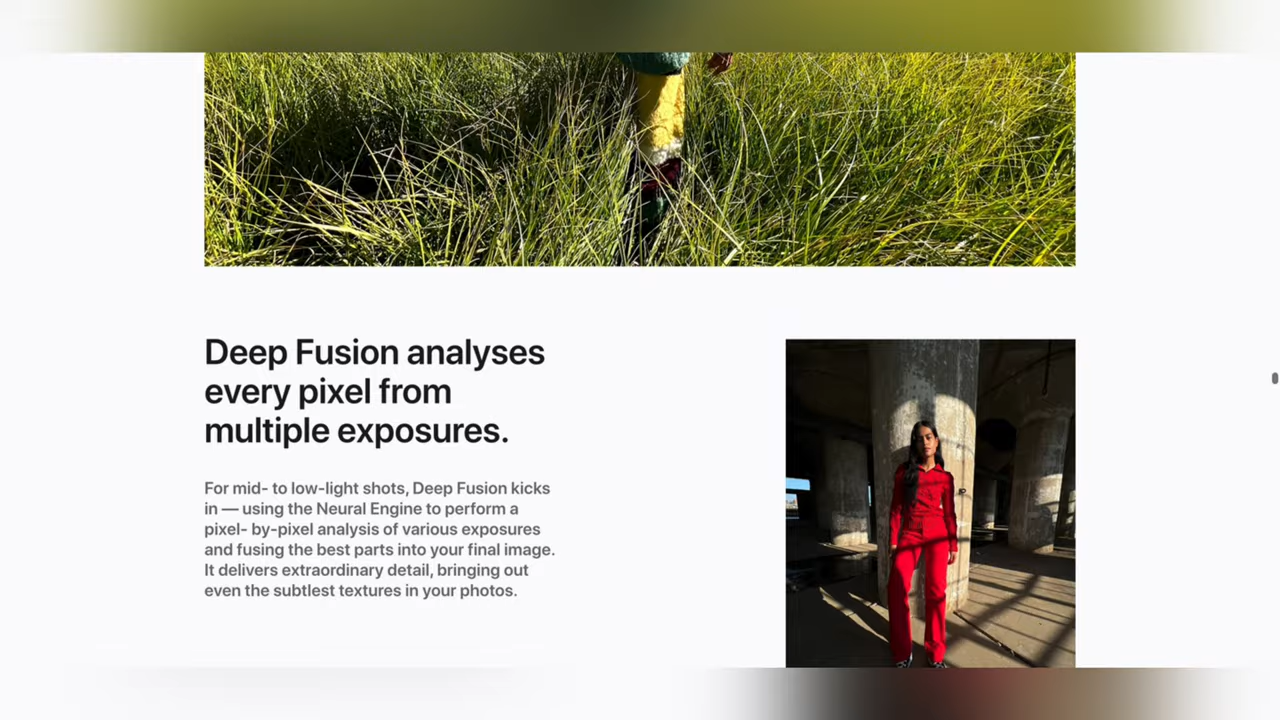 Deep Fusion analyses
every pixel from
multiple exposures.
For mid- to low-light shots, Deep Fusion kicks
in — using the Neural Engine to perform a
pixel- by-pixel analysis of various exposures
and fusing the best parts into your final image.
It delivers extraordinary detail, bringing out
even the subtlest textures in your photos.